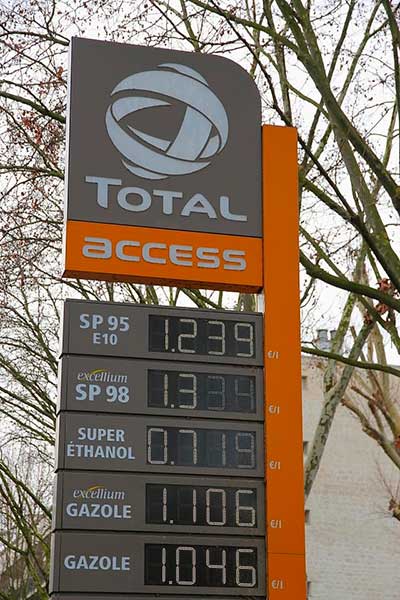 TOTAL
access
SP 95
E10
1.239
€/l
excellium
SP 98
1.334
€/l
SUPER
ÉTHANOL
0.719
€/l
excellium
GAZOLE
1.106
€/l
GAZOLE
1.046
€/l